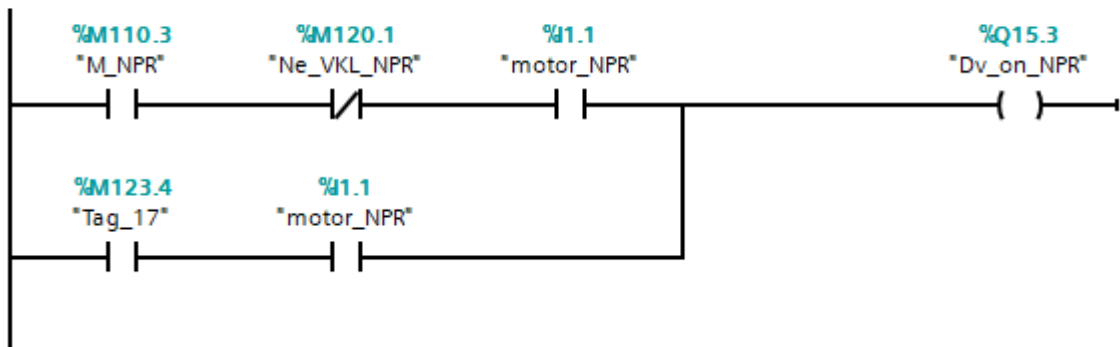 %M110.3 %M120.1 %I1.1 %Q15.3
"M_NPR" "Ne_VKL_NPR" "motor_NPR" "Dv_on_NPR"
%M123.4 %I1.1
"Tag_17" "motor_NPR"